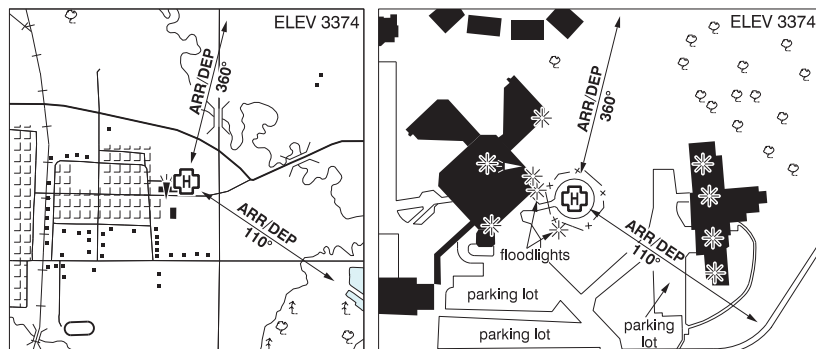 ELEV 3374
ARR/DEP
360°
H
ARR/DEP
110°
ELEV 3374
ARR/DEP
360°
H
ARR/DEP
110°
floodlights
parking lot
parking lot
parking
lot